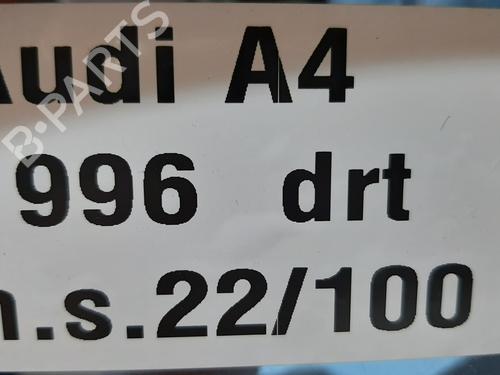 Audi A4
996 drt
n.s.22/100
B-PARTS